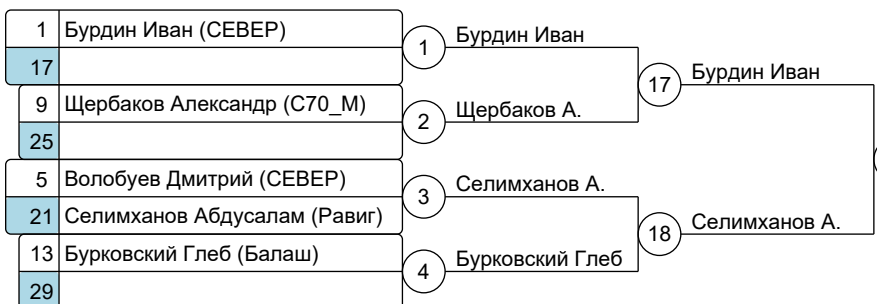 1 Бурдин Иван (СЕВЕР)
17
9 Щербаков Александр (С70_М)
25
5 Волобуев Дмитрий (СЕВЕР)
21 Селимханов Абдусалам (Равиг)
13 Бурковский Глеб (Балаш)
29
1 Бурдин Иван
2 Щербаков А.
3 Селимханов А.
4 Бурковский Глеб
17 Бурдин Иван
18 Селимханов А.